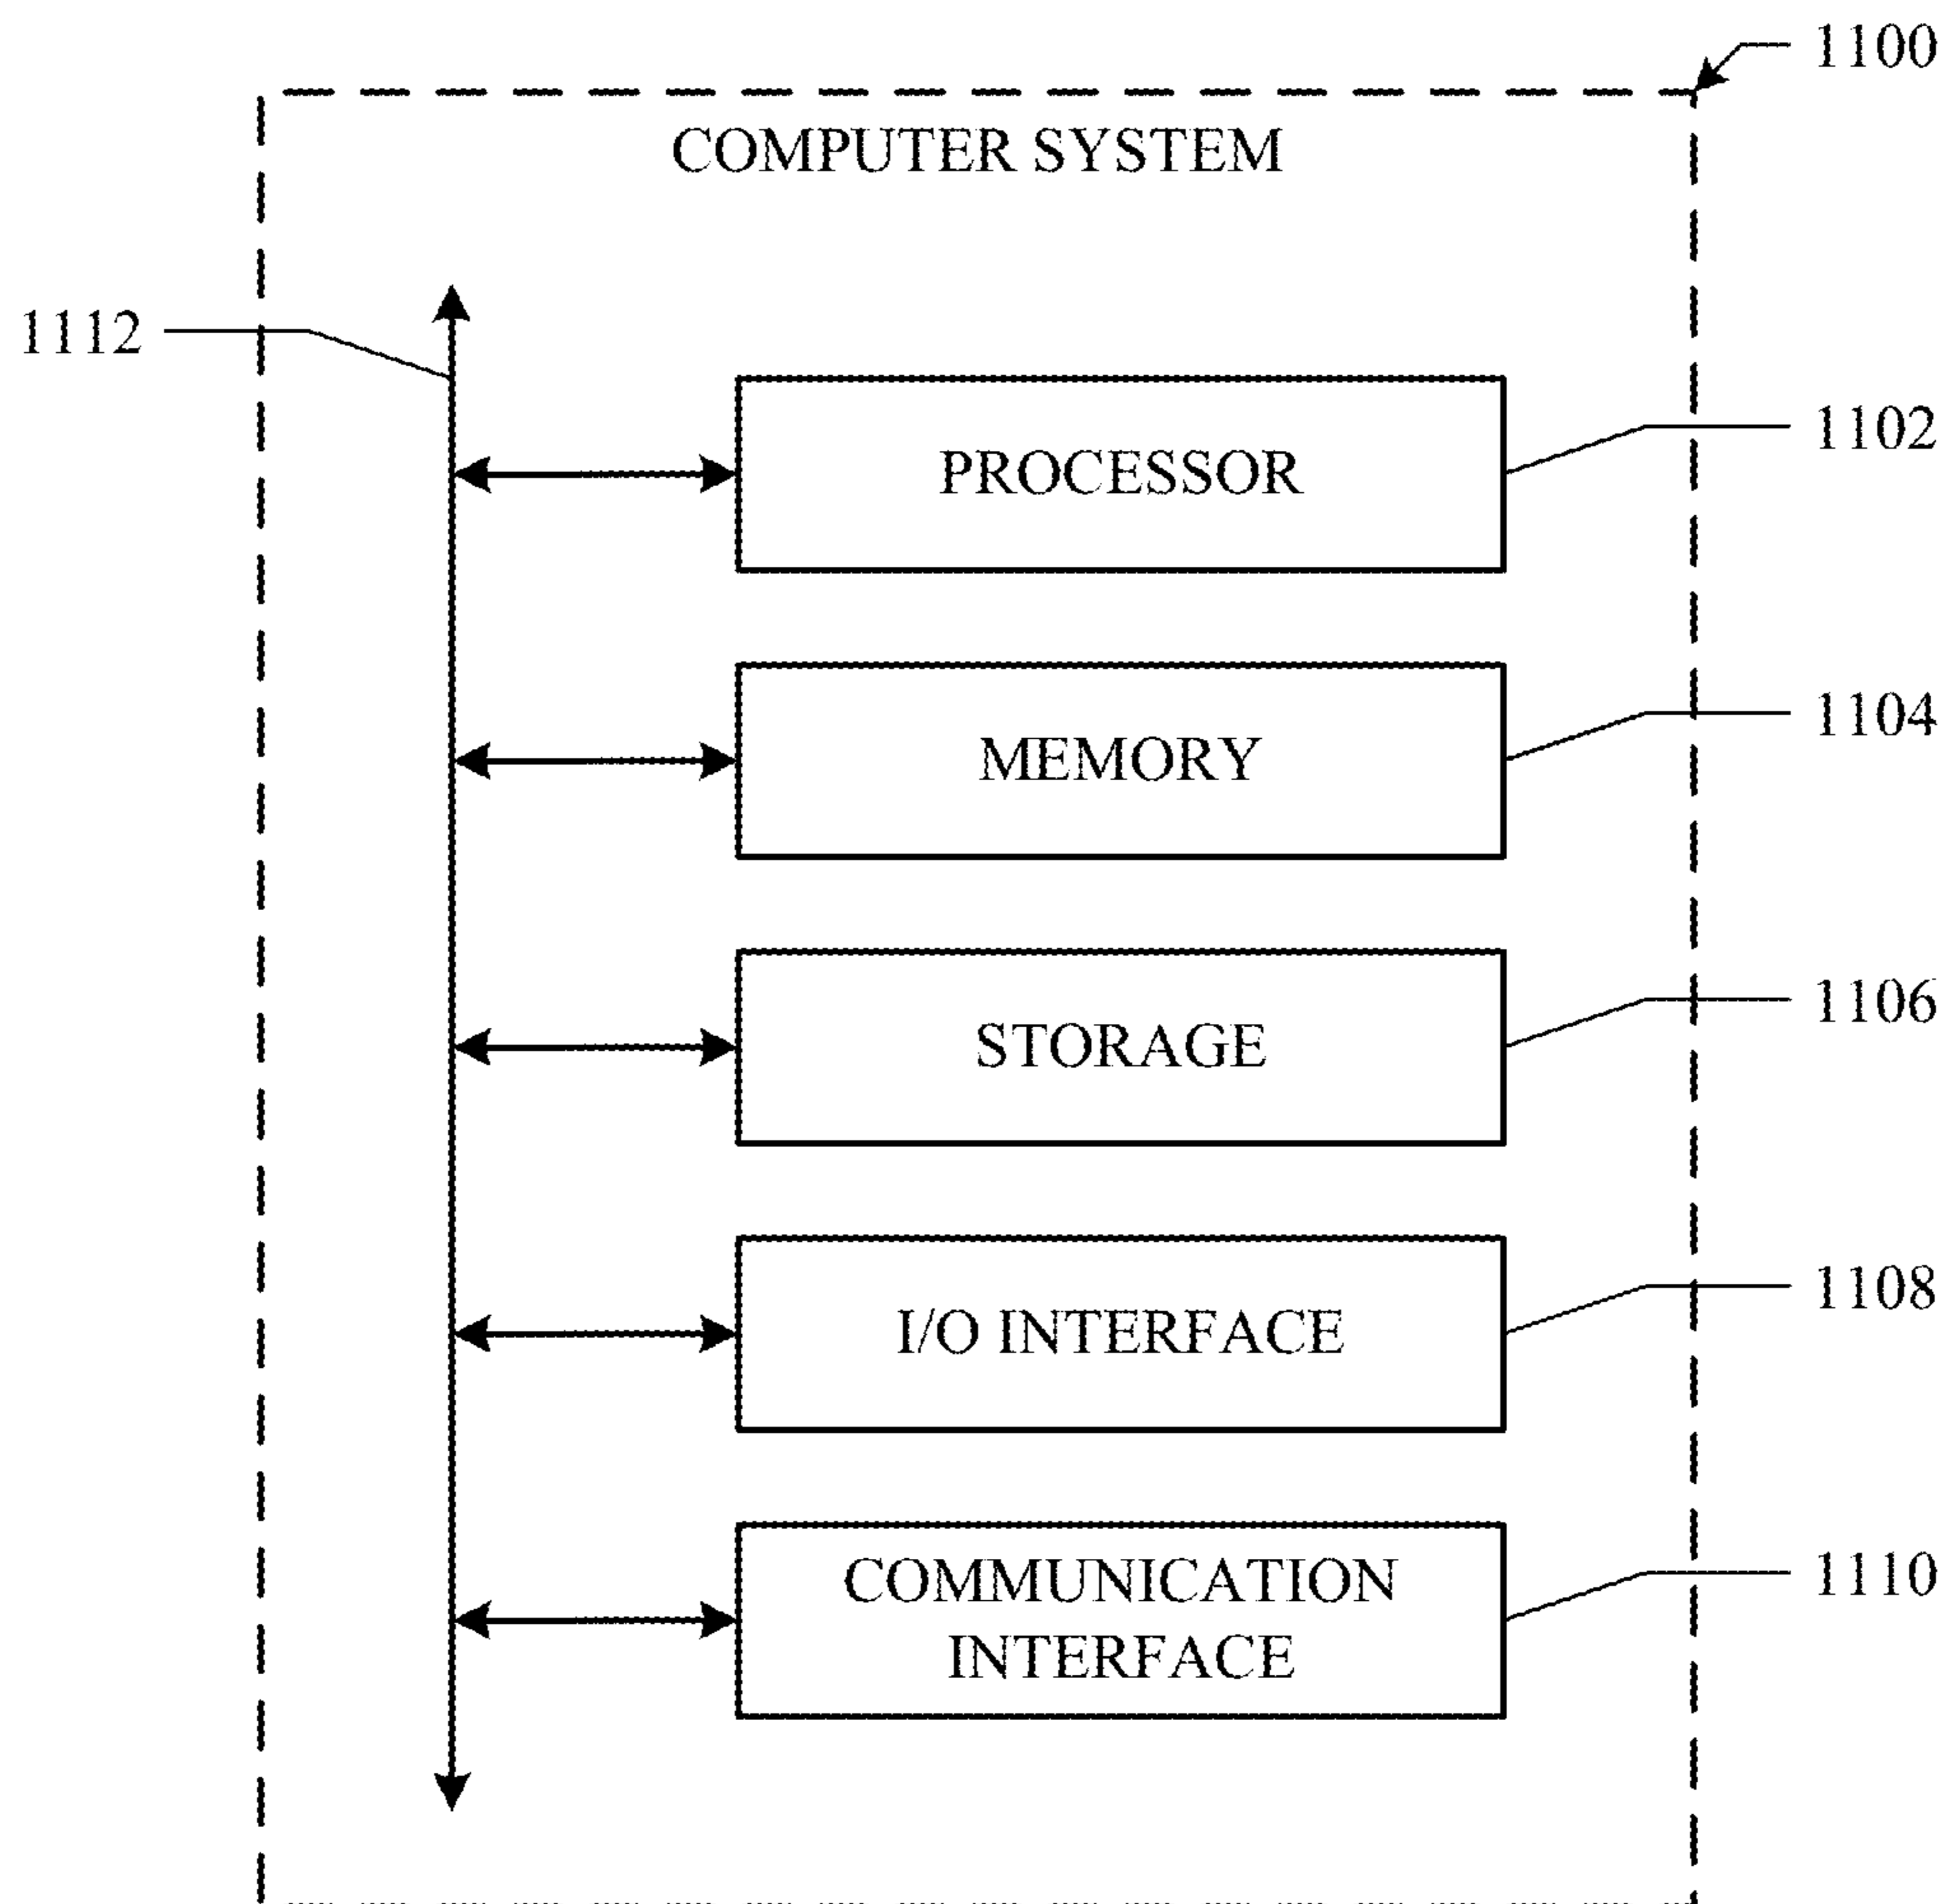 1100
COMPUTER SYSTEM
1112
1102
PROCESSOR
1104
MEMORY
1106
STORAGE
1108
I/O INTERFACE
1110
COMMUNICATION
INTERFACE